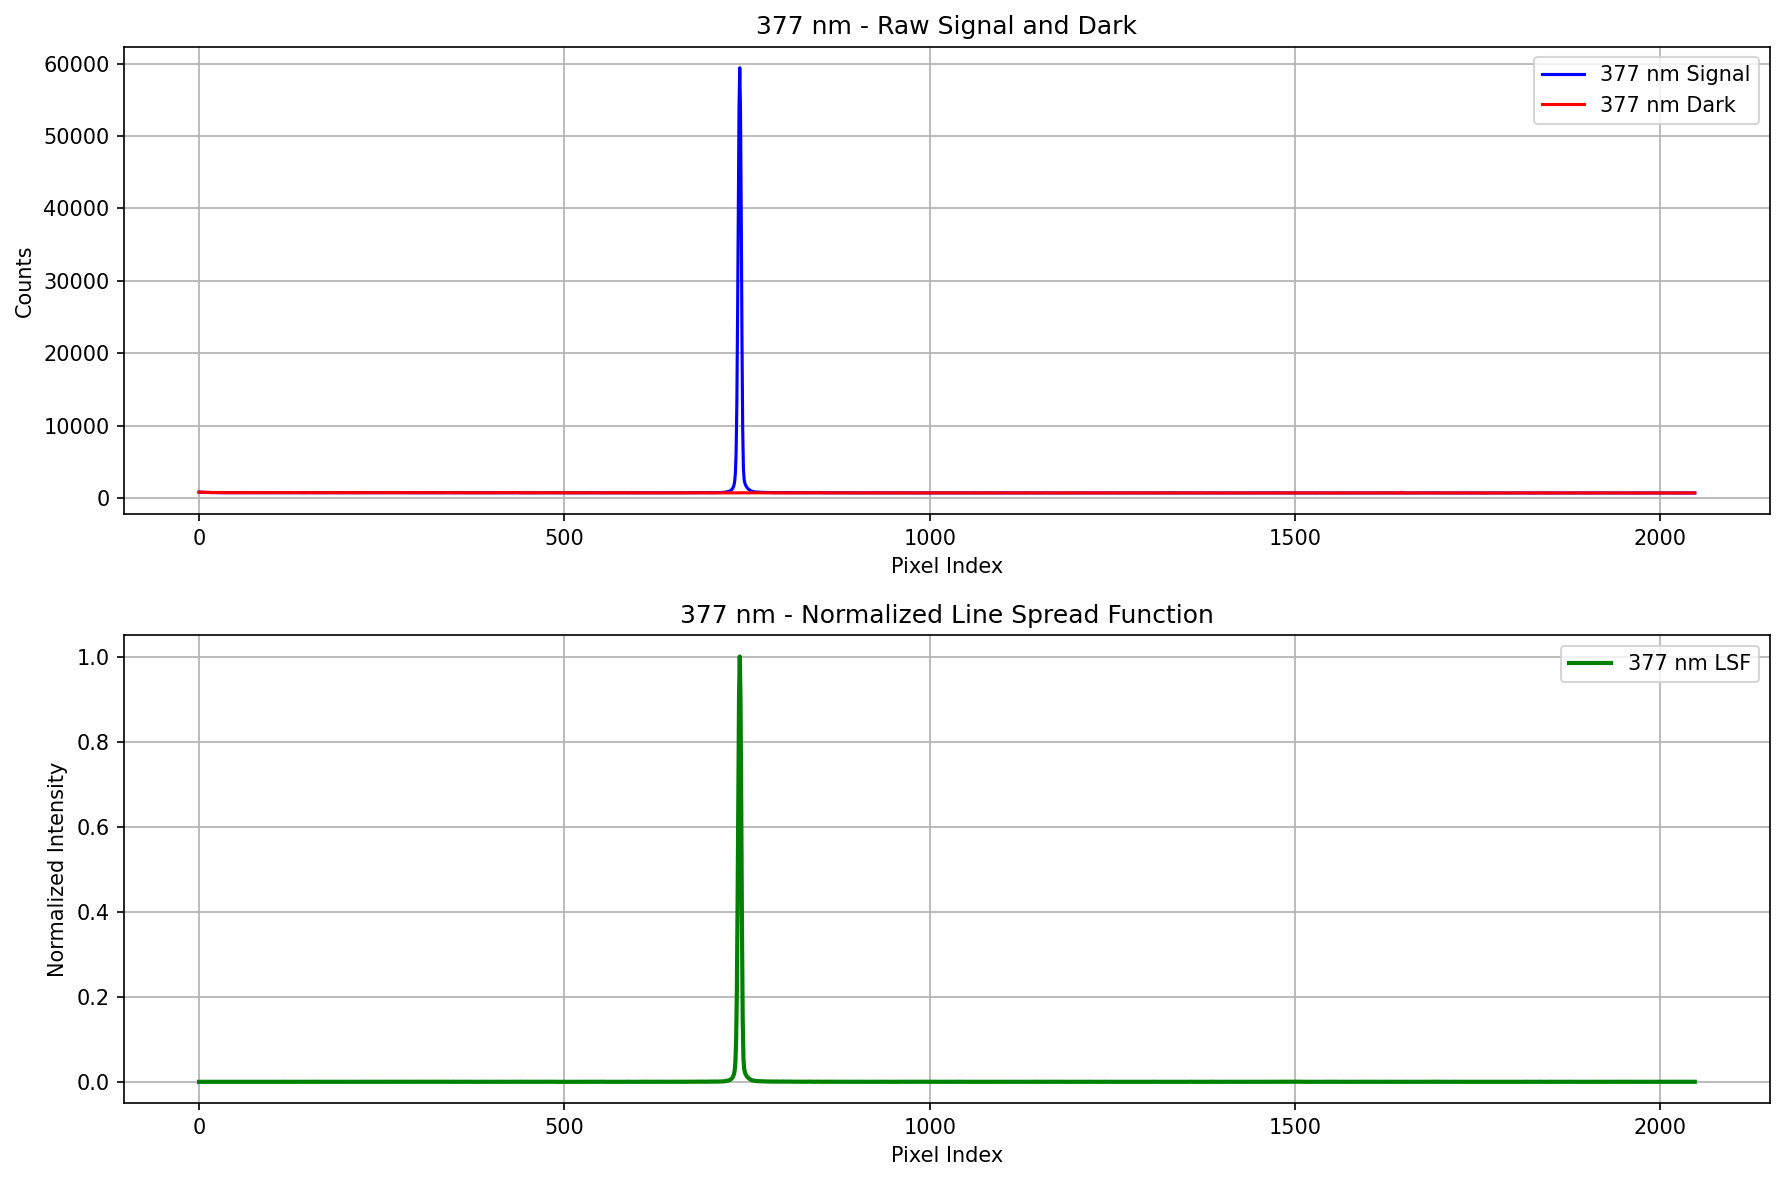 377 nm - Raw Signal and Dark
60000
50000
40000
30000
20000
10000
0
Counts
377 nm Signal
377 nm Dark
0 500 1000 1500 2000
Pixel Index
377 nm - Normalized Line Spread Function
1.0
0.8
0.6
0.4
0.2
0.0
Normalized Intensity
377 nm LSF
0 500 1000 1500 2000
Pixel Index